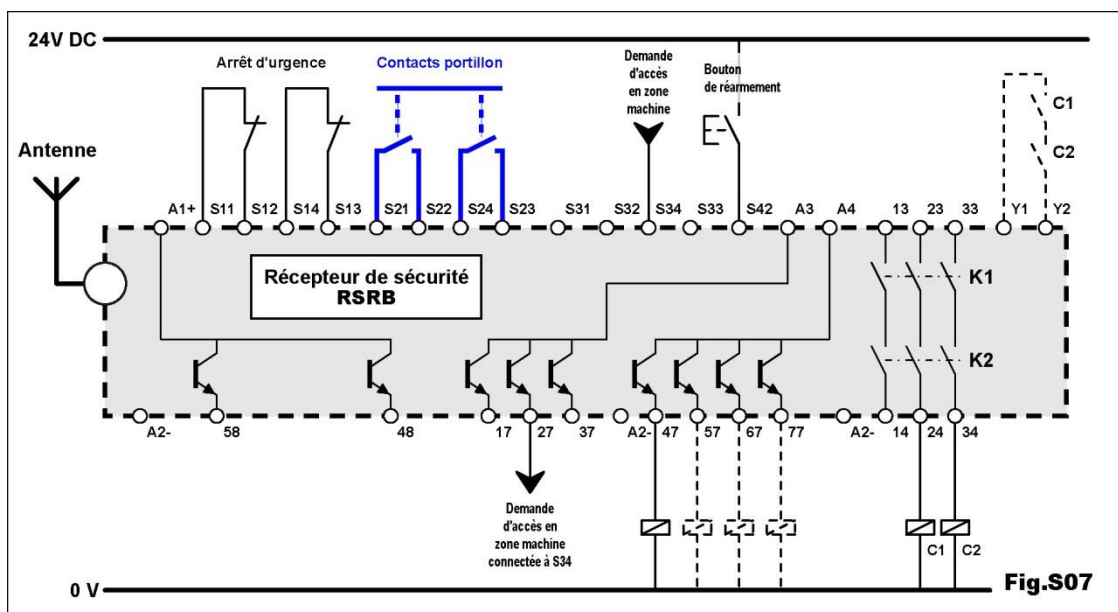 24V DC
Arrêt d'urgence
Contacts portillon
Demande
d'accès
en zone
machine
Bouton
de réarmement
C1
C2
Antenne
A1+ S11 S12 S14 S13 S21 S22 S24 S23 S31 S32 S34 S33 S42 A3 A4 13 23 33 Y1 Y2
Récepteur de sécurité
RSRB
K1
K2
A2- 58 48 17 27 37 A2- 47 57 67 77 A2- 14 24 34
Demande
d'accès en
zone machine
connectée à S34
C1 C2
0 V
Fig.S07